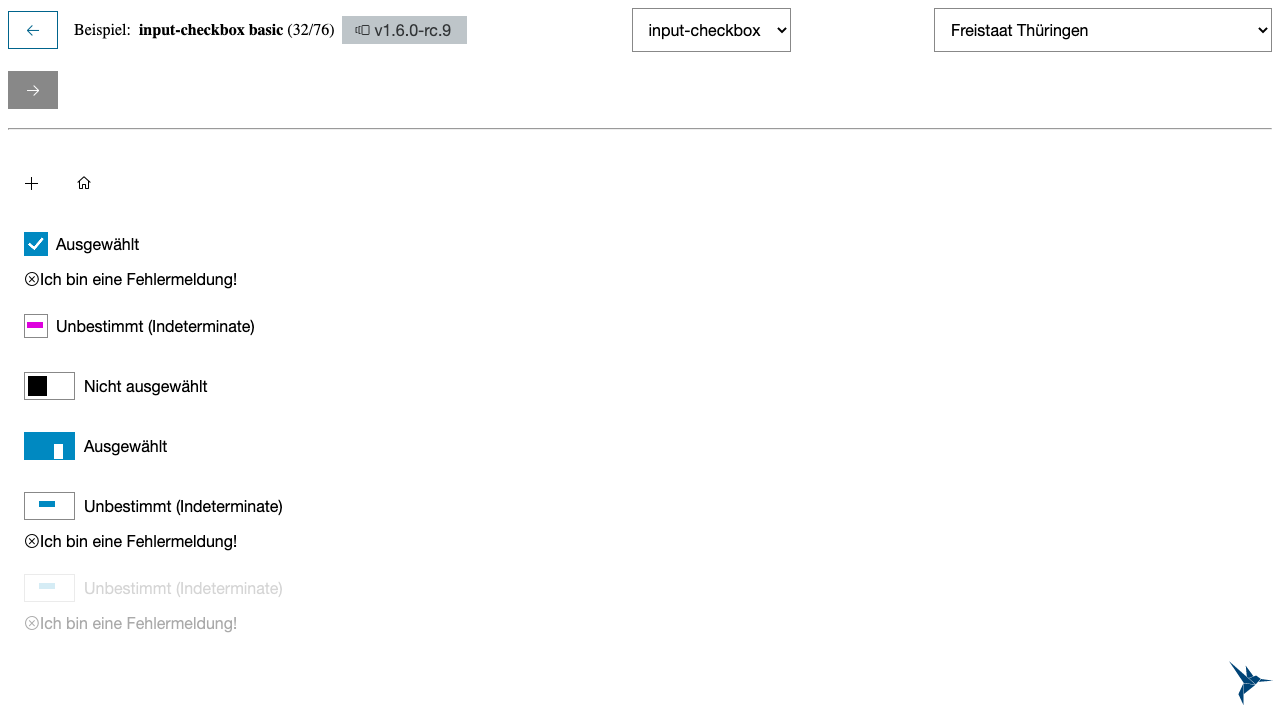 Beispiel: input-checkbox basic (32/76) v1.6.0-rc.9 input-checkbox Freistaat Thüringen
Ausgewählt
Ich bin eine Fehlermeldung!
Unbestimmt (Indeterminate)
Nicht ausgewählt
Ausgewählt
Unbestimmt (Indeterminate)
Ich bin eine Fehlermeldung!
Unbestimmt (Indeterminate)
Ich bin eine Fehlermeldung!